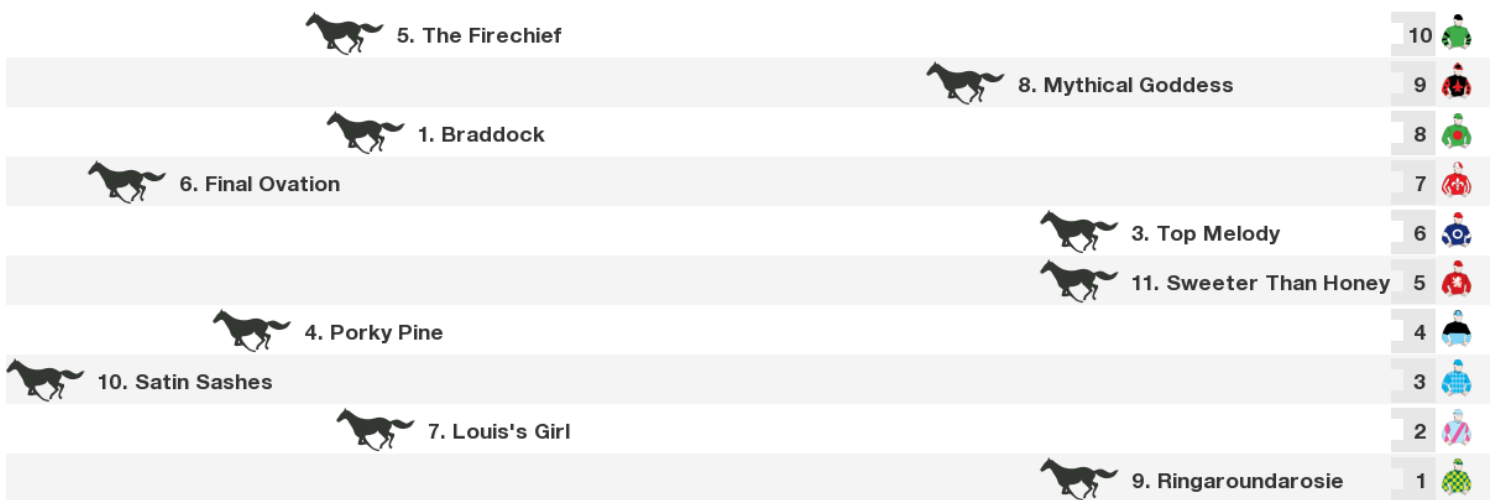 5. The Firechief 10
8. Mythical Goddess 9
1. Braddock 8
6. Final Ovation 7
3. Top Melody 6
11. Sweeter Than Honey 5
4. Porky Pine 4
10. Satin Sashes 3
7. Louis's Girl 2
9. Ringaroundarosie 1